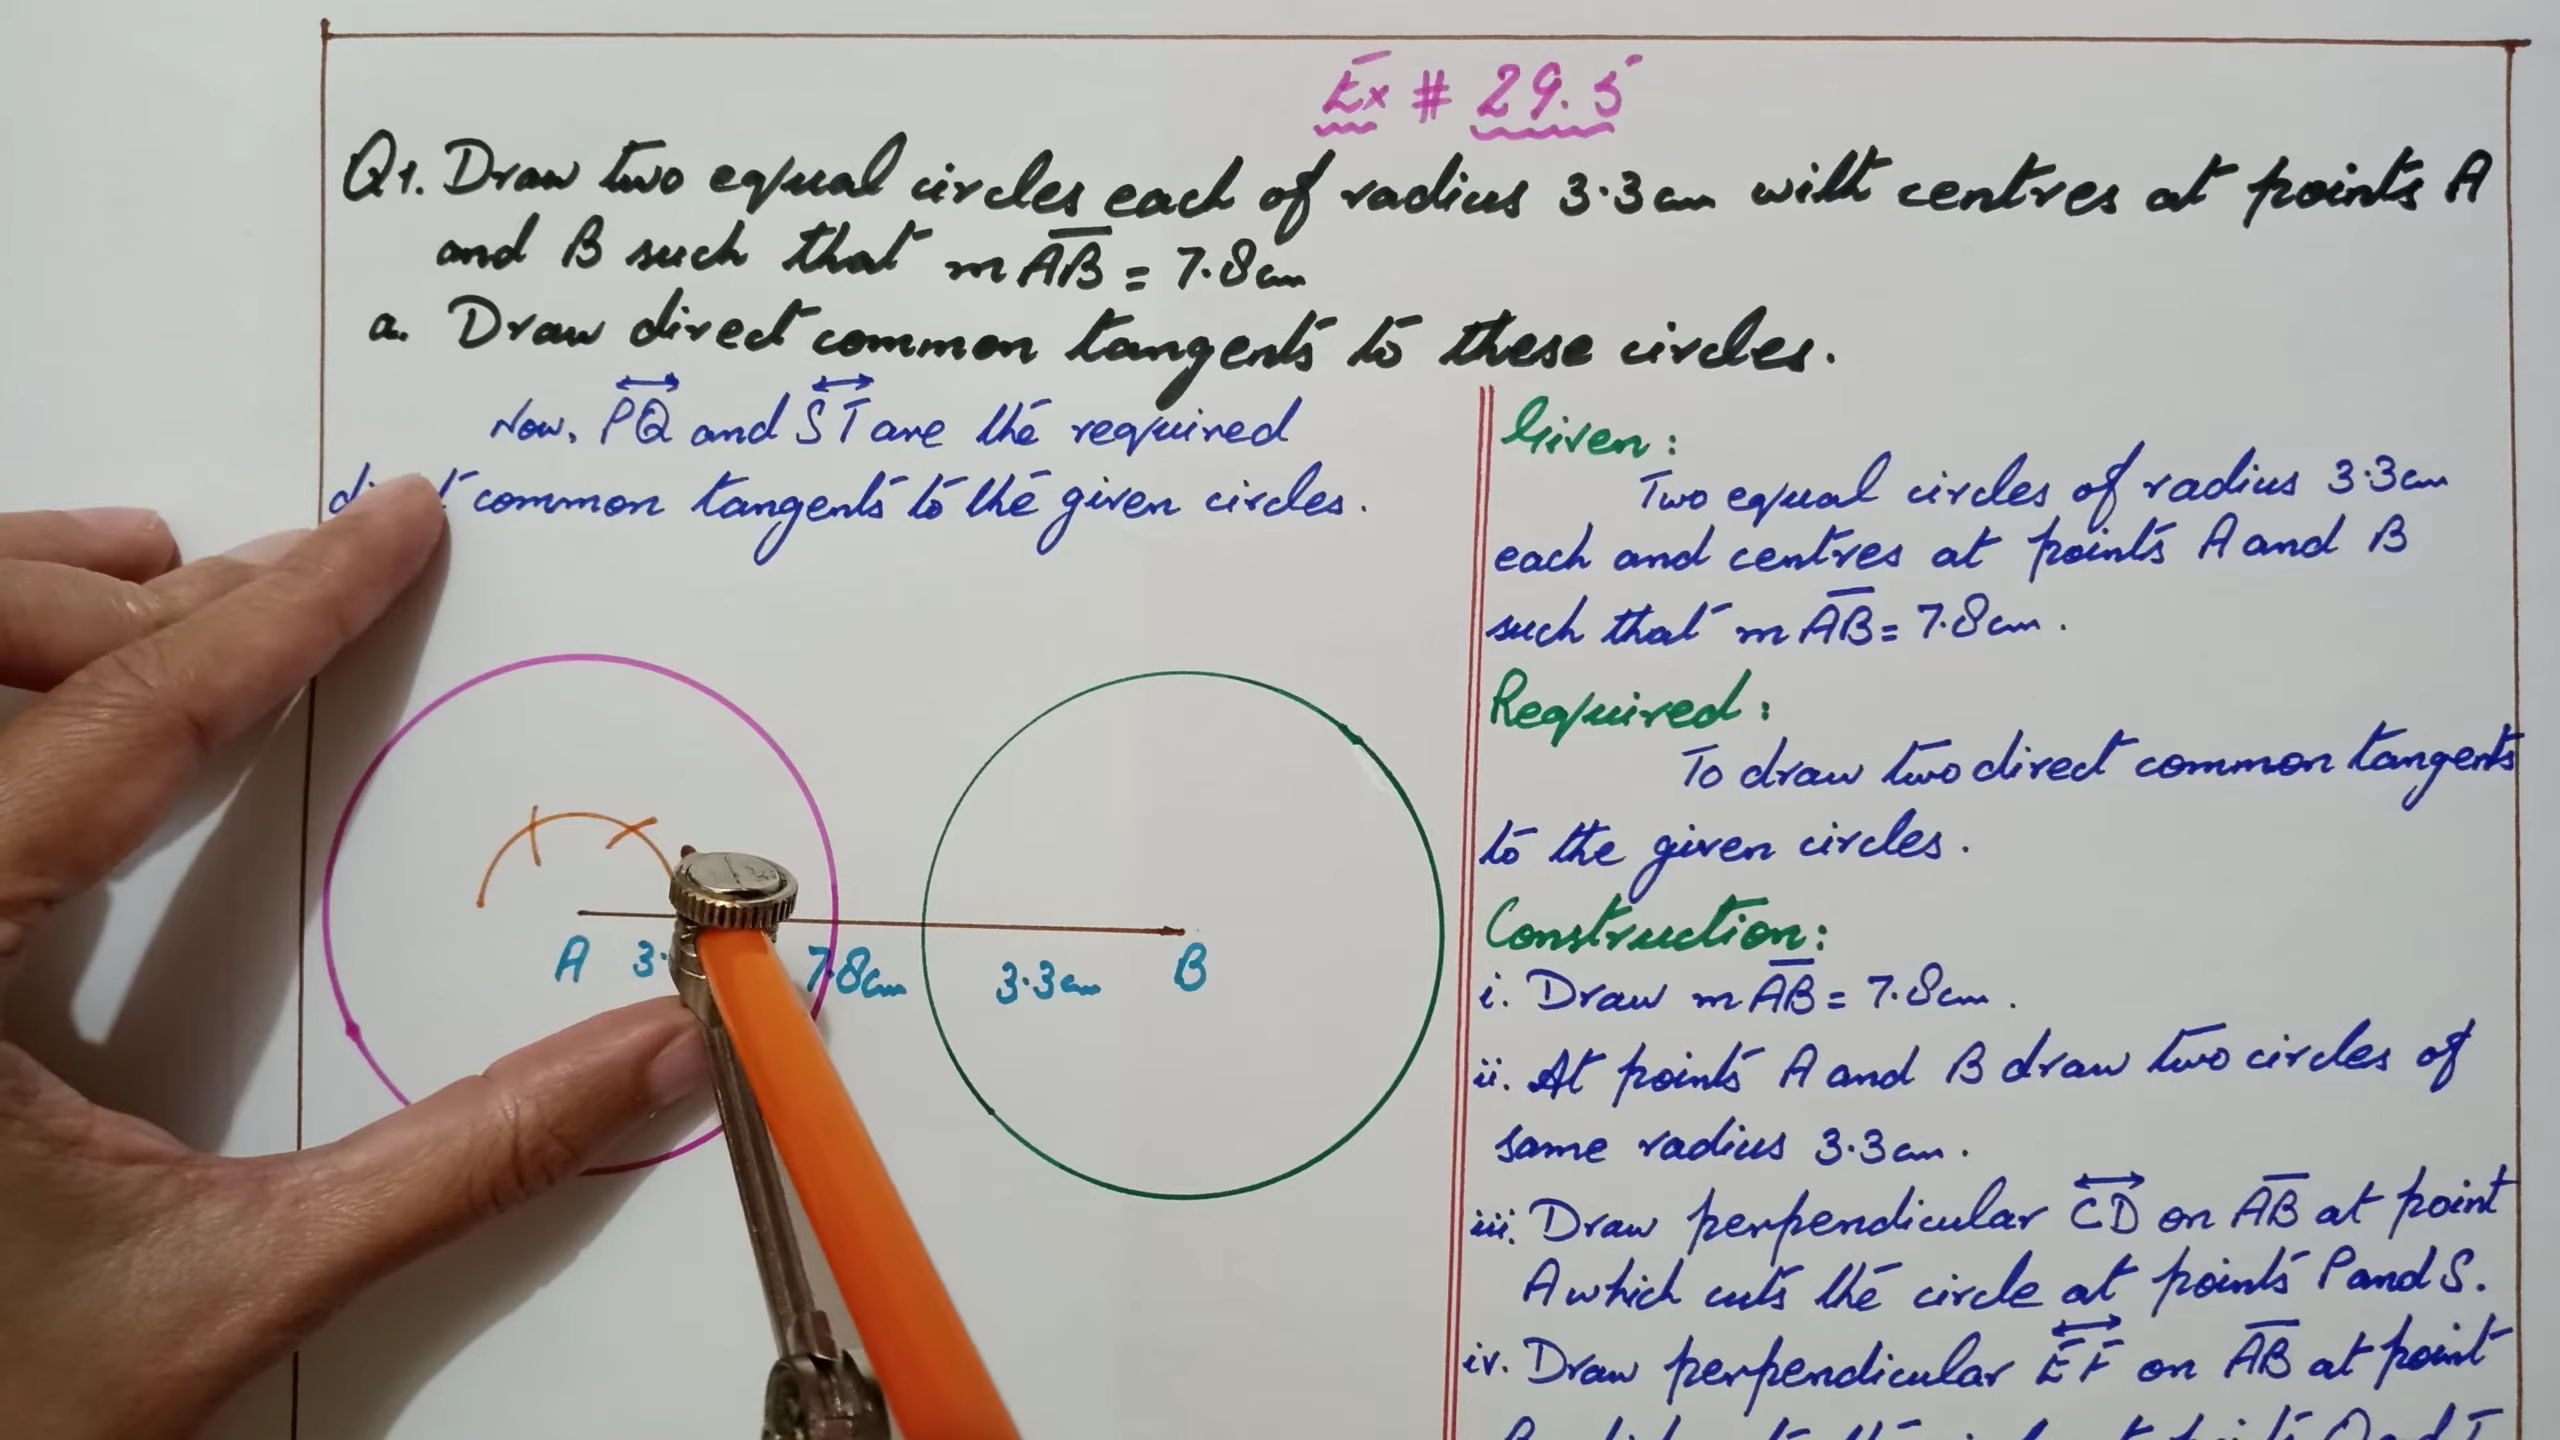 Ex # 29.5
Q1. Draw two equal circles each of radius 3.3cm with centres at points A
and B such that mAB = 7.8cm
a. Draw direct common tangents to these circles.
Now, PQ and ST are the required
common tangents to the given circles.
A 3. 7.8cm 3.3cm B
Given:
Two equal circles of radius 3.3cm
each and centres at points A and B
such that mAB = 7.8cm.
Required:
To draw two direct common tangents
to the given circles.
Construction:
i. Draw mAB = 7.8cm.
ii. At points A and B draw two circles of
same radius 3.3cm.
iii. Draw perpendicular CD on AB at point
A which cuts the circle at points P and S.
iv. Draw perpendicular EF on AB at point